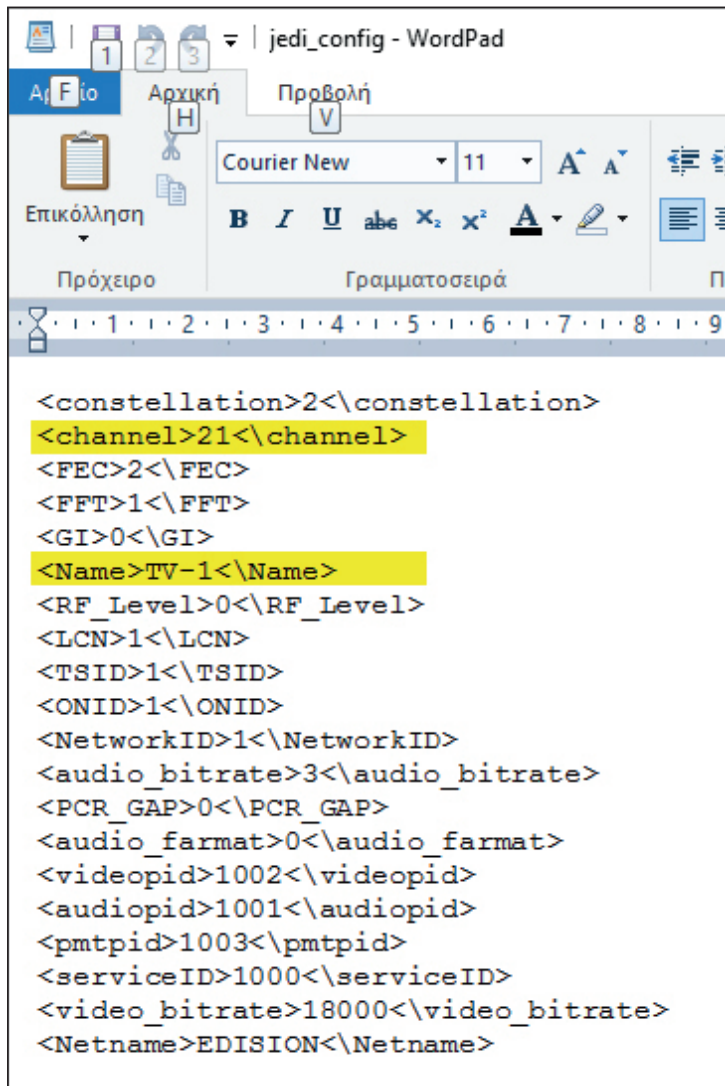 1 2 3 jedi_config - WordPad
F Αρχική Προβολή
H V
Courier New 11 A A
Επικόλληση B I U abc X₂ X² A
Πρόχειρο Γραμματοσειρά Π
1 2 3 4 5 6 7 8 9
<constellation>2<\constellation>
<channel>21<\channel>
<FEC>2<\FEC>
<FFT>1<\FFT>
<GI>0<\GI>
<Name>TV-1<\Name>
<RF_Level>0<\RF_Level>
<LCN>1<\LCN>
<TSID>1<\TSID>
<ONID>1<\ONID>
<NetworkID>1<\NetworkID>
<audio_bitrate>3<\audio_bitrate>
<PCR_GAP>0<\PCR_GAP>
<audio_farmat>0<\audio_farmat>
<videopid>1002<\videopid>
<audiopid>1001<\audiopid>
<pmtpid>1003<\pmtpid>
<serviceID>1000<\serviceID>
<video_bitrate>18000<\video_bitrate>
<Netname>EDISION<\Netname>